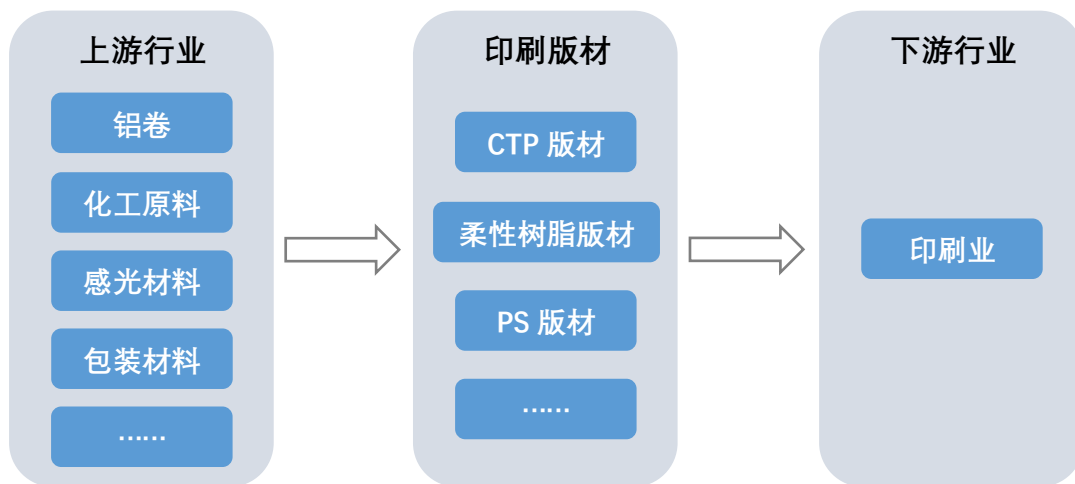 上游行业
铝卷
化工原料
感光材料
包装材料
……
印刷版材
CTP 版材
柔性树脂版材
PS 版材
……
下游行业
印刷业